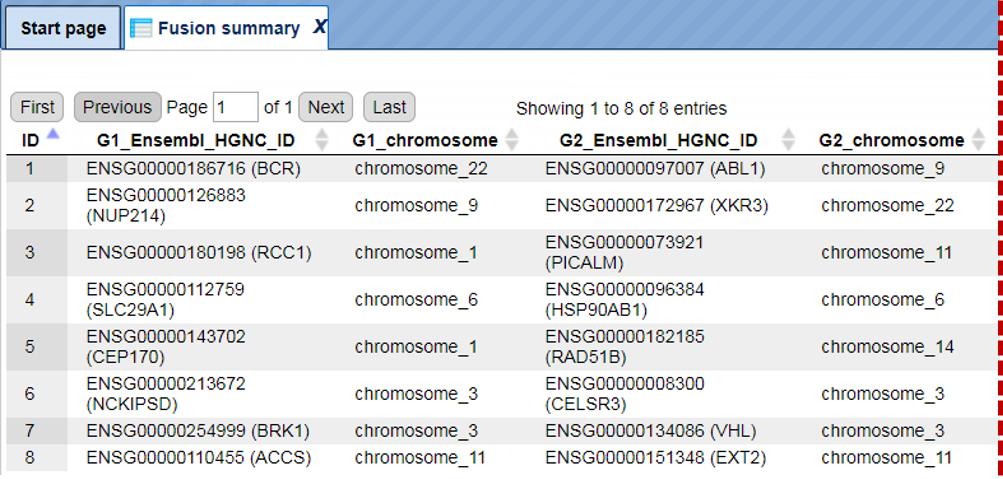 Start page
Fusion summary X
First Previous Page 1 of 1 Next Last Showing 1 to 8 of 8 entries
ID G1_Ensembl_HGNC_ID G1_chromosome G2_Ensembl_HGNC_ID G2_chromosome
1 ENSG00000186716 (BCR) chromosome_22 ENSG00000097007 (ABL1) chromosome_9
2 ENSG00000126883 (NUP214) chromosome_9 ENSG00000172967 (XKR3) chromosome_22
3 ENSG00000180198 (RCC1) chromosome_1 ENSG00000073921 (PICALM) chromosome_11
4 ENSG00000112759 (SLC29A1) chromosome_6 ENSG00000096384 (HSP90AB1) chromosome_6
5 ENSG00000143702 (CEP170) chromosome_1 ENSG00000182185 (RAD51B) chromosome_14
6 ENSG00000213672 (NCKIPSD) chromosome_3 ENSG00000008300 (CELSR3) chromosome_3
7 ENSG00000254999 (BRK1) chromosome_3 ENSG00000134086 (VHL) chromosome_3
8 ENSG00000110455 (ACCS) chromosome_11 ENSG00000151348 (EXT2) chromosome_11